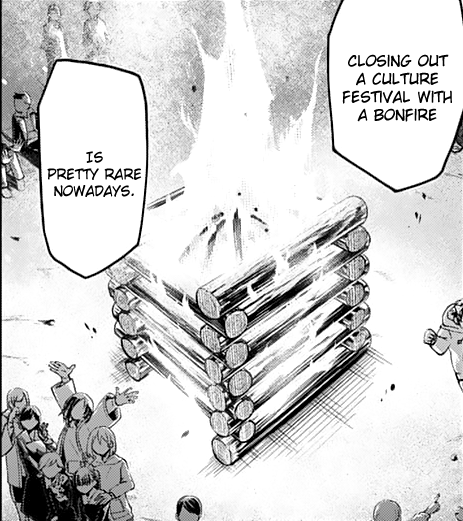 CLOSING OUT
A CULTURE
FESTIVAL WITH
A BONFIRE
IS
PRETTY RARE
NOWADAYS.